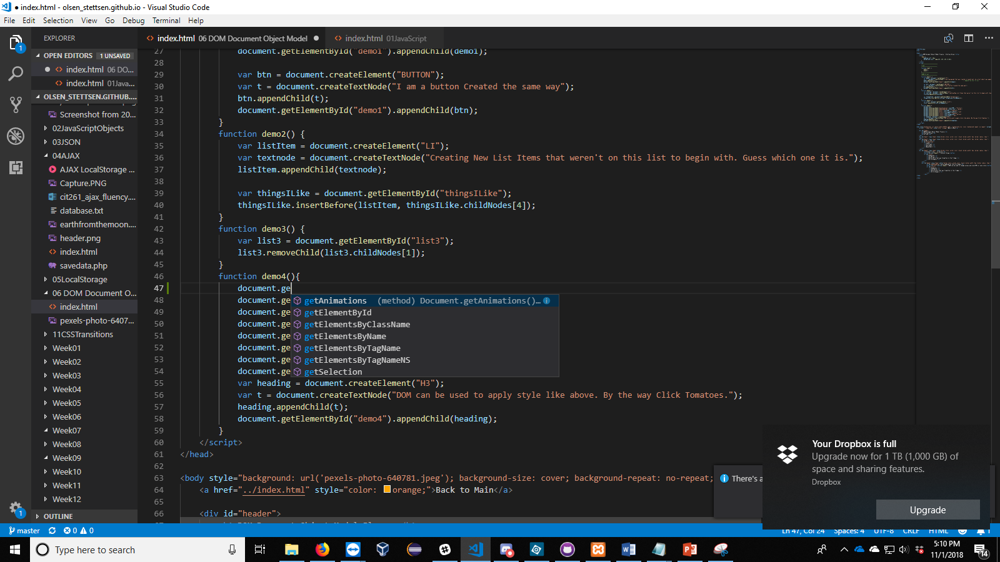 ● index.html - olsen_stettsen.github.io - Visual Studio Code
File Edit Selection View Go Debug Terminal Help
EXPLORER
OPEN EDITORS 1 UNSAVED
index.html 06 DO...
index.html 01Java...
OLSEN_STETTSEN.GITHUB....
Screenshot from 20...
02JavaScriptObjects
03JSON
04AJAX
AJAX LocalStorage ...
Capture.PNG
cit261_ajax_fluency....
database.txt
earthfromthemoon....
header.png
index.html
savedata.php
05LocalStorage
06 DOM Document O...
index.html
pexels-photo-6407...
11CSSTransitions
Week01
Week02
Week03
Week04
Week05
Week06
Week07
Week08
Week09
Week10
Week11
Week12
OUTLINE
index.html 06 DOM Document Object Model ●
index.html 01JavaScript
27 document.getElementById("demo1").appendChild(demo1);
28
29 var btn = document.createElement("BUTTON");
30 var t = document.createTextNode("I am a button Created the same way");
31 btn.appendChild(t);
32 document.getElementById("demo1").appendChild(btn);
33 }
34 function demo2() {
35 var listItem = document.createElement("LI");
36 var textnode = document.createTextNode("Creating New List Items that weren't on this list to begin with. Guess which one it is.");
37 listItem.appendChild(textnode);
38
39 var thingsILike = document.getElementById("thingsILike");
40 thingsILike.insertBefore(listItem, thingsILike.childNodes[4]);
41 }
42 function demo3() {
43 var list3 = document.getElementById("list3");
44 list3.removeChild(list3.childNodes[1]);
45 }
46 function demo4(){
47 document.ge
48 document.ge getAnimations (method) Document.getAnimations()...
49 document.ge getElementById
50 document.ge getElementsByClassName
51 document.ge getElementsByName
52 document.ge getElementsByTagName
53 document.ge getElementsByTagNameNS
54 document.ge getSelection
55 var heading = document.createElement("H3");
56 var t = document.createTextNode("DOM can be used to apply style like above. By the way Click Tomatoes.");
57 heading.appendChild(t);
58 document.getElementById("demo4").appendChild(heading);
59 }
60 </script>
61 </head>
62
63 <body style="background: url('pexels-photo-640781.jpeg'); background-size: cover; background-repeat: no-repeat;
64 <a href="../index.html" style="color: orange;">Back to Main</a>
65
66 <div id="header">
There's a
Your Dropbox is full
Upgrade now for 1 TB (1,000 GB) of
space and sharing features.
Dropbox
Upgrade
master 0 0
Ln 47, Col 24 Spaces: 4 UTF-8 CRLF HTML 1
Type here to search
5:10 PM
11/1/2018
14